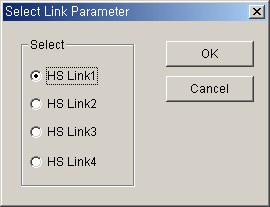 Select Link Parameter
Select
HS Link1
HS Link2
HS Link3
HS Link4
OK
Cancel